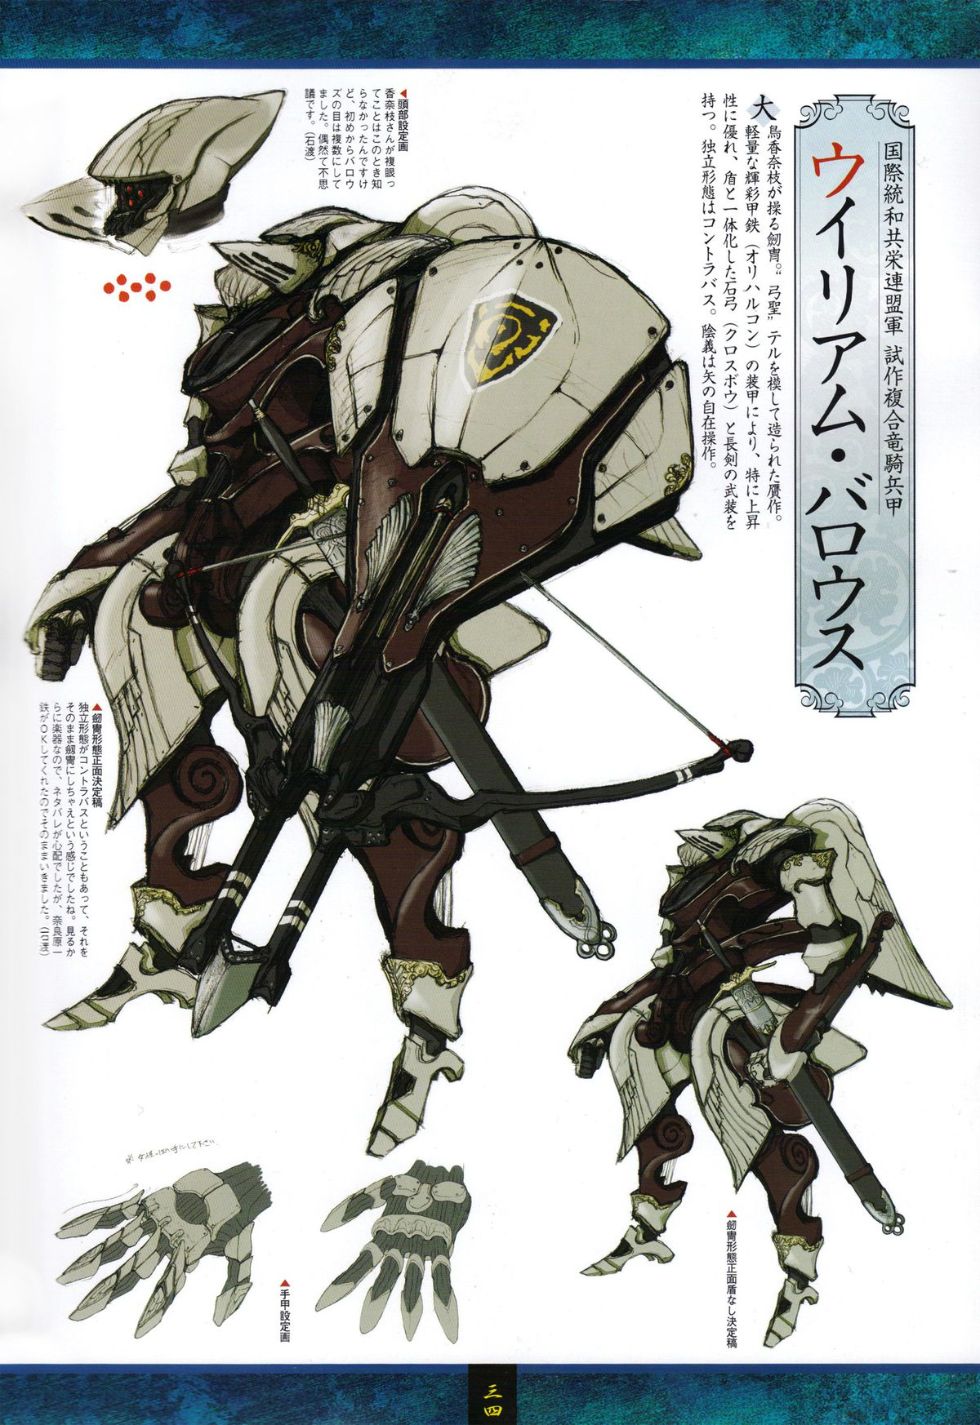 国際統和共栄連盟軍 試作複合竜騎兵甲
ウィリアム・バロウス
大鳥香奈枝が操る劔冑。“弓聖”テルを模して造られた贋作。
軽量な輝彩甲鉄（オリハルコン）の装甲により、特に上昇
性に優れ、盾と一体化した石弓（クロスボウ）と長剣の武装を
持つ。独立形態はコントラバス。陰義は矢の自在操作。
◀頭部設定画
香奈枝さんが複眼っ
てことはこのとき知
らなかったんですけ
ど、初めからバロウ
ズの目は複数にして
ました。偶然て不思
議です。（石渡）
▲劔冑形態正面決定稿
独立形態がコントラバスということもあって、それを
そのまま劔冑にしちゃえという感じでしたね。見るか
らに楽器なので、ネタバレが心配でしたが、奈良原一
鉄がOKしてくれたのでそのままいきました。（石渡）
▲劔冑形態正面盾なし決定稿
▲手甲設定画
三四